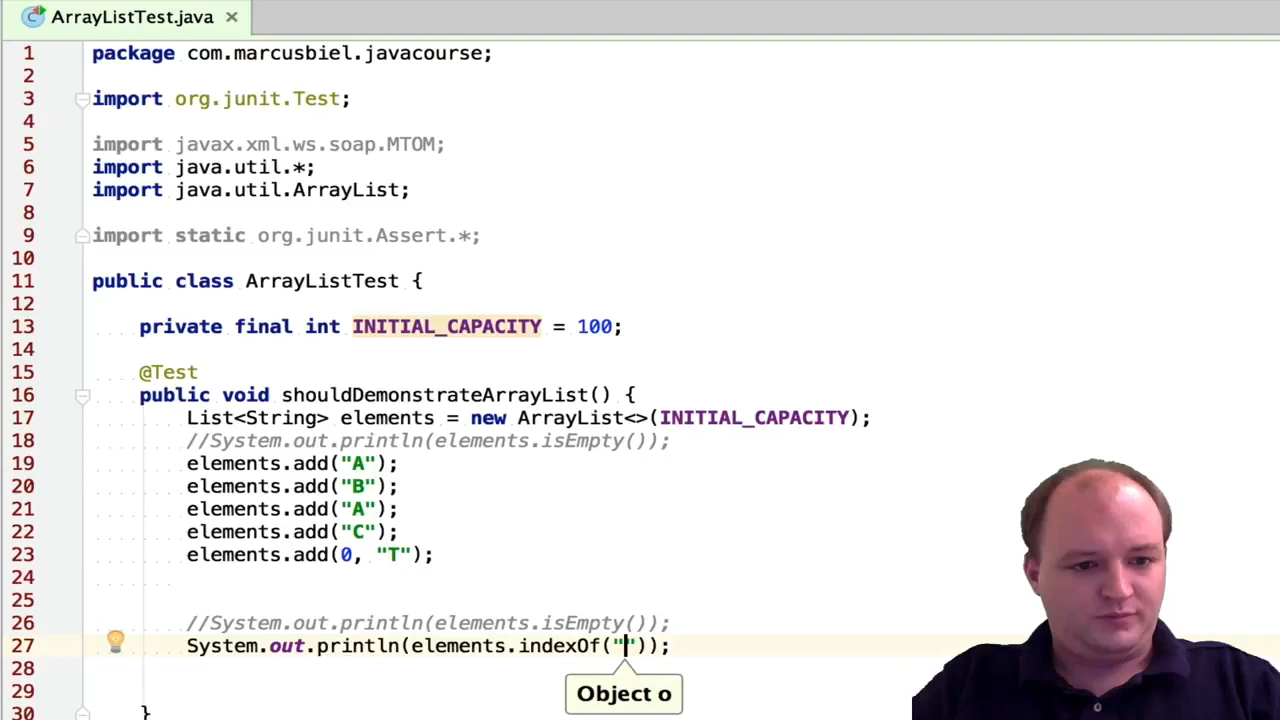 ArrayListTest.java ×
1 package com.marcusbiel.javacourse;
2
3 import org.junit.Test;
4
5 import javax.xml.ws.soap.MTOM;
6 import java.util.*;
7 import java.util.ArrayList;
8
9 import static org.junit.Assert.*;
10
11 public class ArrayListTest {
12
13 private final int INITIAL_CAPACITY = 100;
14
15 @Test
16 public void shouldDemonstrateArrayList() {
17 List<String> elements = new ArrayList<>(INITIAL_CAPACITY);
18 //System.out.println(elements.isEmpty());
19 elements.add("A");
20 elements.add("B");
21 elements.add("A");
22 elements.add("C");
23 elements.add(0, "T");
24
25
26 //System.out.println(elements.isEmpty());
27 System.out.println(elements.indexOf(""));
28
Object o
29
30 }